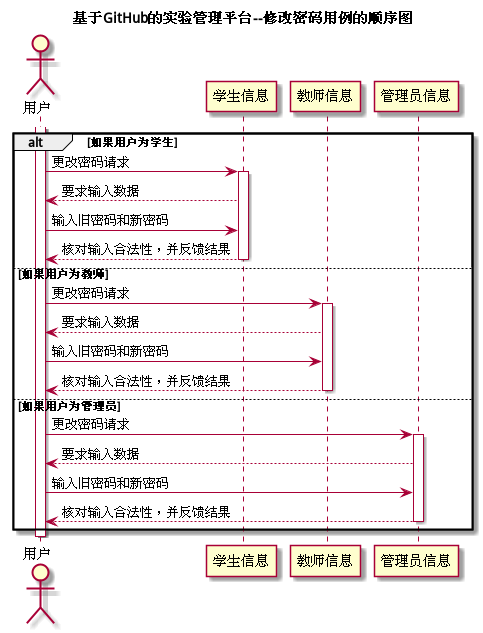 基于GitHub的实验管理平台--修改密码用例的顺序图
用户
学生信息
教师信息
管理员信息
alt
[如果用户为学生]
更改密码请求
要求输入数据
输入旧密码和新密码
核对输入合法性，并反馈结果
[如果用户为教师]
更改密码请求
要求输入数据
输入旧密码和新密码
核对输入合法性，并反馈结果
[如果用户为管理员]
更改密码请求
要求输入数据
输入旧密码和新密码
核对输入合法性，并反馈结果
用户
学生信息
教师信息
管理员信息